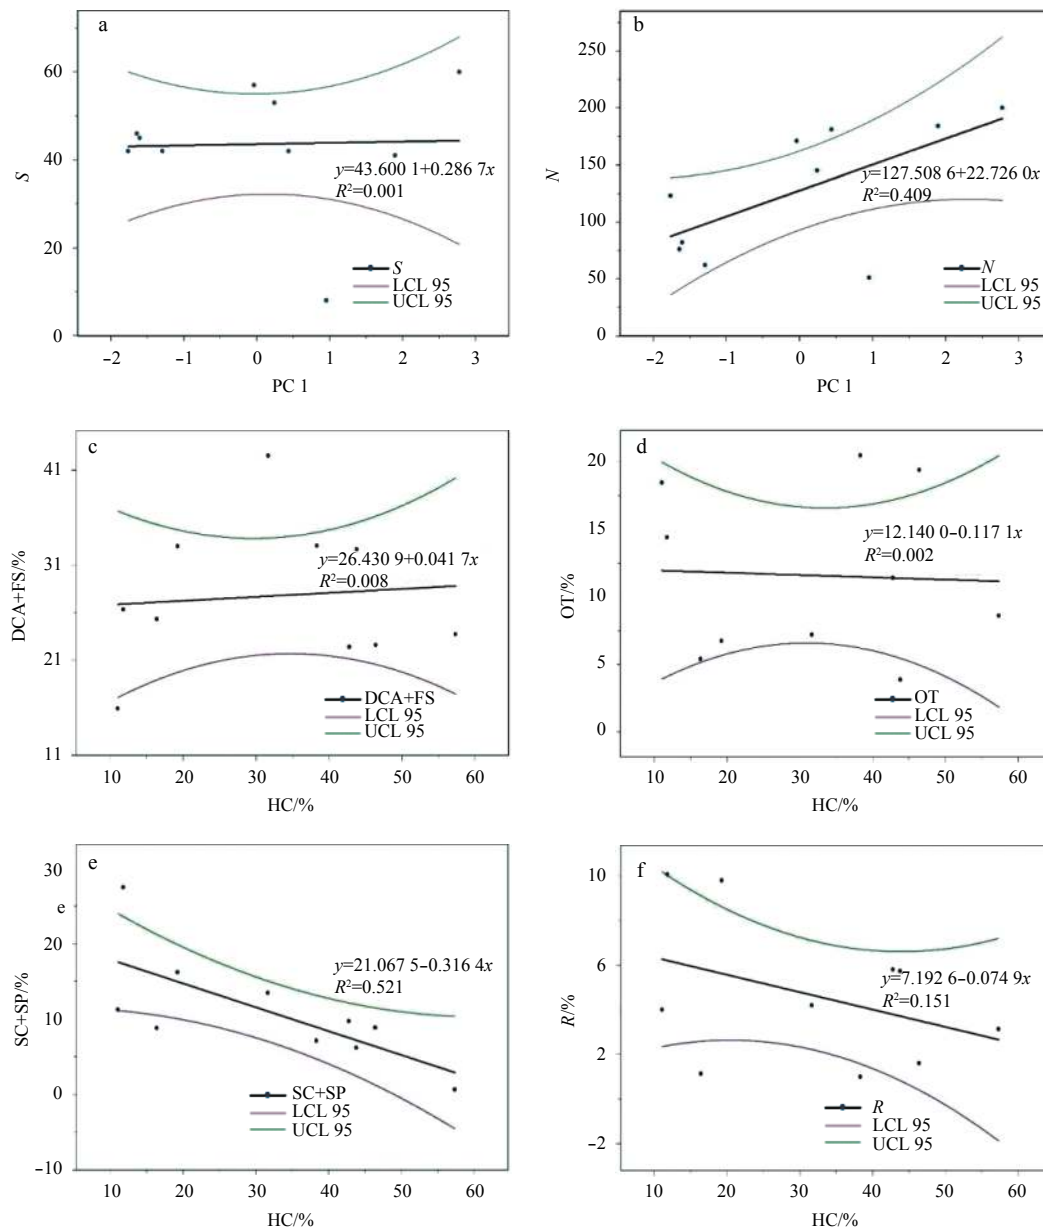 a
S
60
40
20
0
y=43.600 1+0.286 7x
R²=0.001
S
LCL 95
UCL 95
−2
−1
0
1
2
3
PC 1
b
N
250
200
150
100
50
0
y=127.508 6+22.726 0x
R²=0.409
N
LCL 95
UCL 95
−2
−1
0
1
2
3
PC 1
c
DCA+FS/%
41
31
21
11
y=26.430 9+0.041 7x
R²=0.008
DCA+FS
LCL 95
UCL 95
10
20
30
40
50
60
HC/%
d
OT/%
20
15
10
5
0
y=12.140 0−0.117 1x
R²=0.002
OT
LCL 95
UCL 95
10
20
30
40
50
60
HC/%
e
SC+SP/%
30
e
20
10
0
−10
y=21.067 5−0.316 4x
R²=0.521
SC+SP
LCL 95
UCL 95
10
20
30
40
50
60
HC/%
f
R/%
10
6
2
−2
y=7.192 6−0.074 9x
R²=0.151
R
LCL 95
UCL 95
10
20
30
40
50
60
HC/%